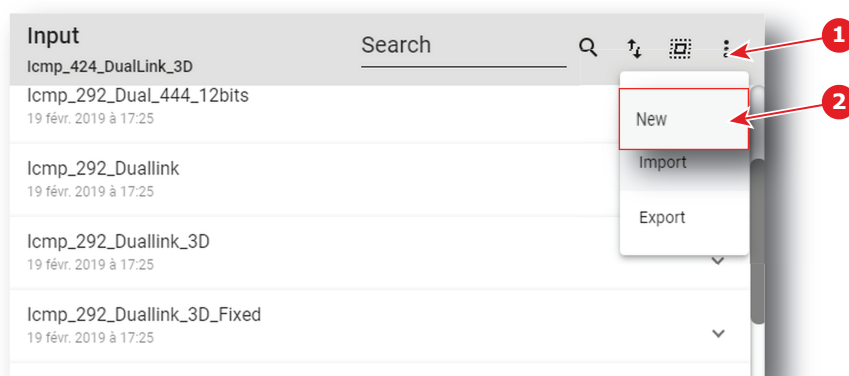 Input
Search
Icmp_424_DualLink_3D
Icmp_292_Dual_444_12bits
19 févr. 2019 à 17:25
Icmp_292_Duallink
19 févr. 2019 à 17:25
Icmp_292_Duallink_3D
19 févr. 2019 à 17:25
Icmp_292_Duallink_3D_Fixed
19 févr. 2019 à 17:25
New
Import
Export
1
2